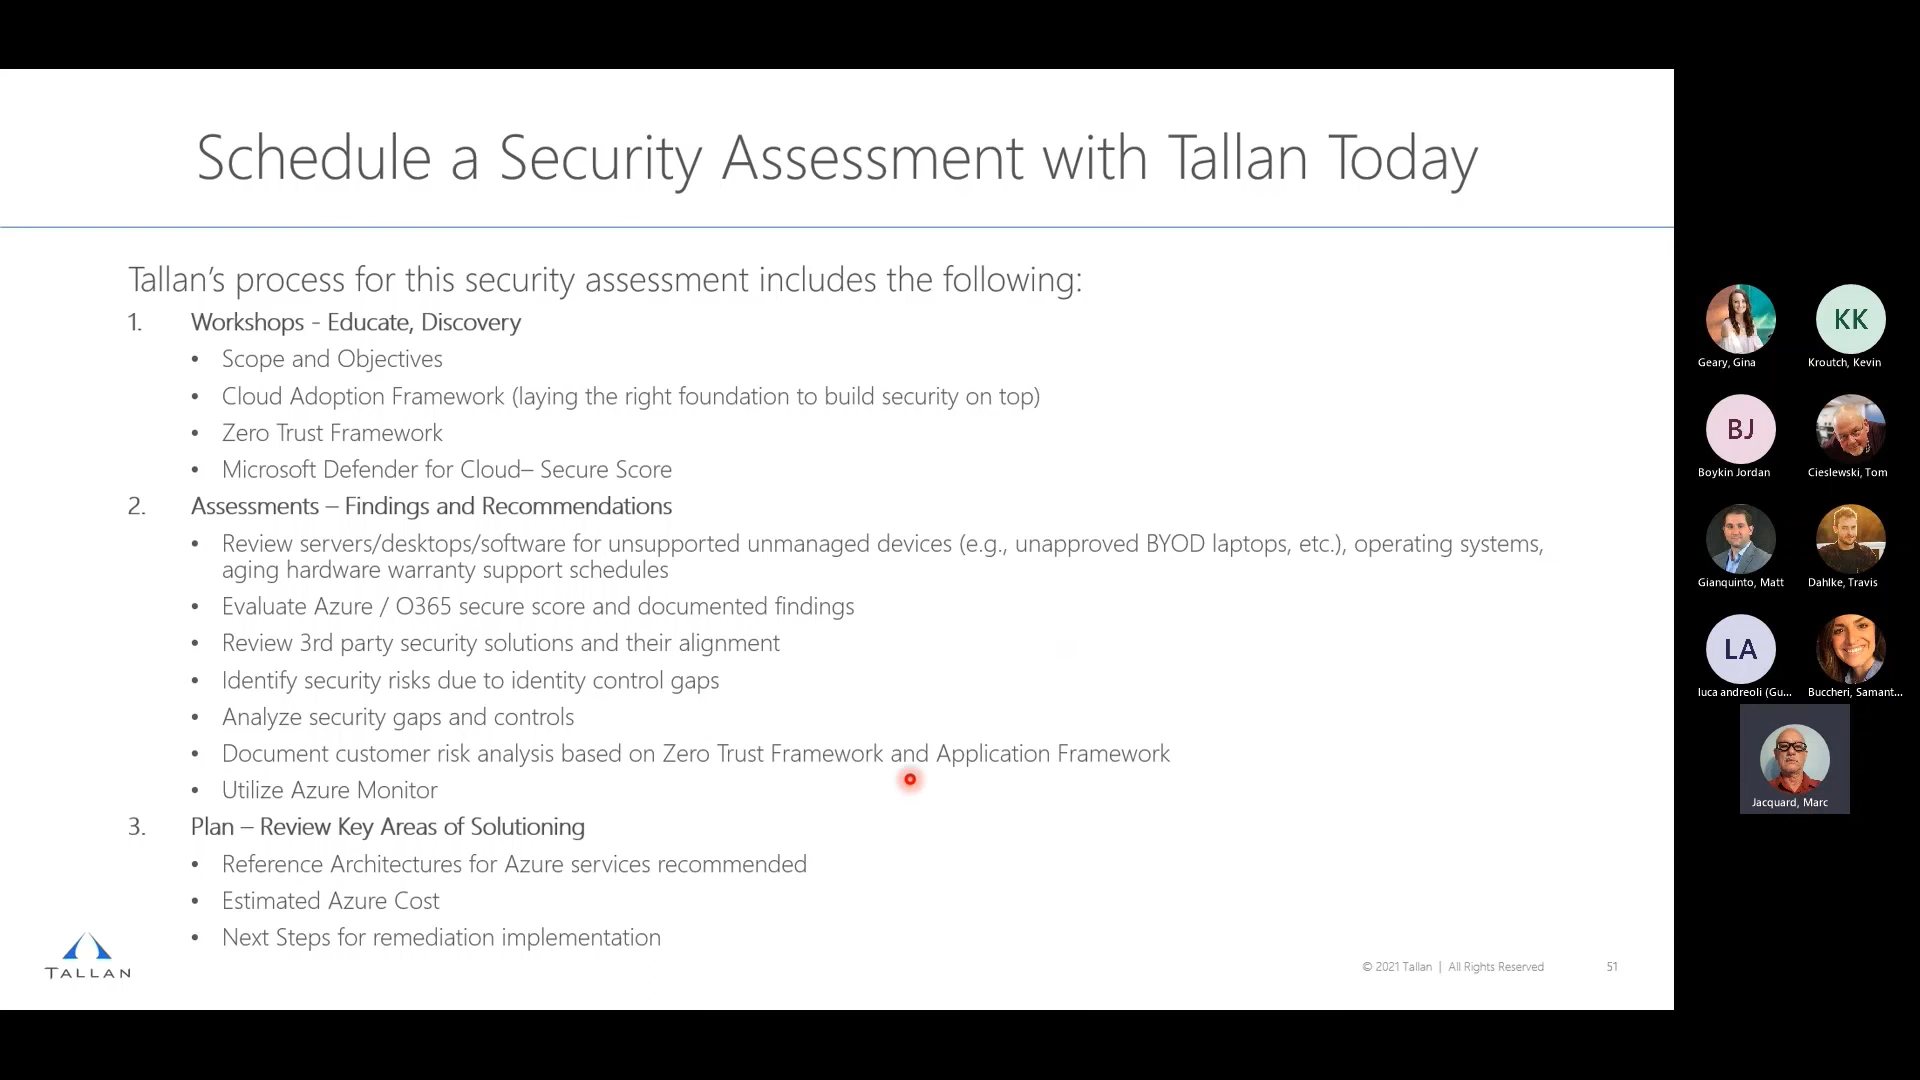 Schedule a Security Assessment with Tallan Today
Tallan's process for this security assessment includes the following:
1. Workshops - Educate, Discovery
• Scope and Objectives
• Cloud Adoption Framework (laying the right foundation to build security on top)
• Zero Trust Framework
• Microsoft Defender for Cloud– Secure Score
2. Assessments – Findings and Recommendations
• Review servers/desktops/software for unsupported unmanaged devices (e.g., unapproved BYOD laptops, etc.), operating systems,
aging hardware warranty support schedules
• Evaluate Azure / O365 secure score and documented findings
• Review 3rd party security solutions and their alignment
• Identify security risks due to identity control gaps
• Analyze security gaps and controls
• Document customer risk analysis based on Zero Trust Framework and Application Framework
• Utilize Azure Monitor
3. Plan – Review Key Areas of Solutioning
• Reference Architectures for Azure services recommended
• Estimated Azure Cost
• Next Steps for remediation implementation
TALLAN
© 2021 Tallan | All Rights Reserved
51
KK
Geary, Gina
Kroutch, Kevin
BJ
Boykin Jordan
Cieslewski, Tom
Gianquinto, Matt
Dahlke, Travis
LA
luca andreoli (Gu...
Buccheri, Samant...
Jacquard, Marc